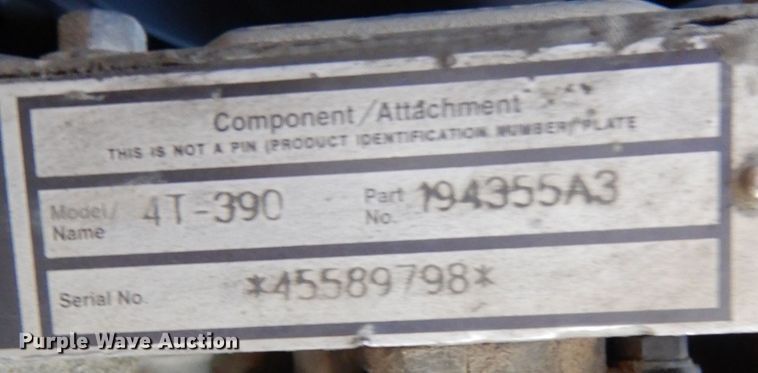 Component/Attachment
THIS IS NOT A PIN (PRODUCT IDENTIFICATION NUMBER) PLATE
Model/ Name 4T-390 Part No. 194355A3
Serial No. *45589798*
Purple Wave Auction